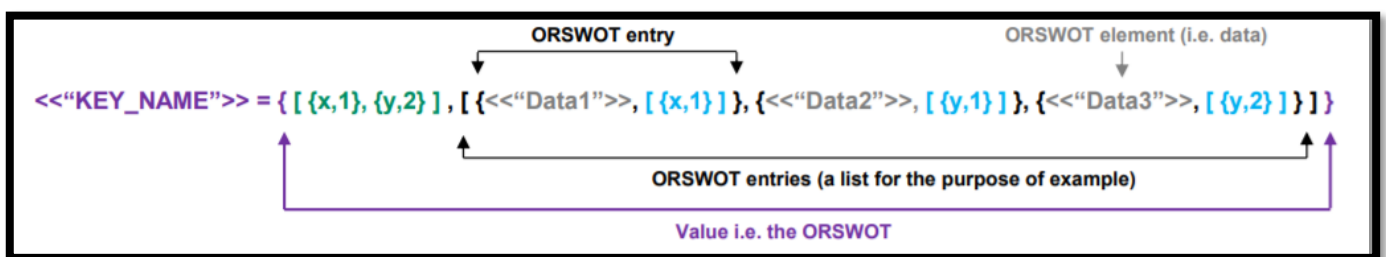 ORSWOT entry ORSWOT element (i.e. data)
<<“KEY_NAME”>> = { [ {x,1}, {y,2} ] , [ {<<“Data1”>>, [ {x,1} ] }, {<<“Data2”>>, [ {y,1} ] }, {<<“Data3”>>, [ {y,2} ] } ] }
ORSWOT entries (a list for the purpose of example)
Value i.e. the ORSWOT